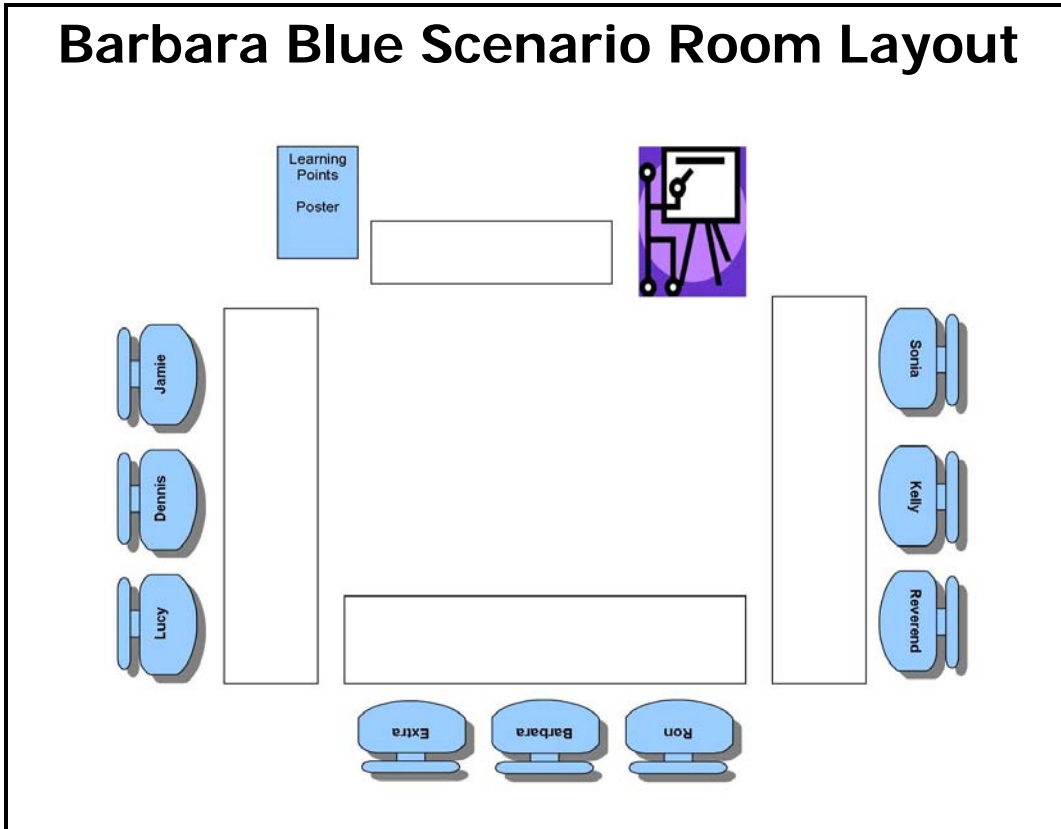 Barbara Blue Scenario Room Layout
Learning
Points
Poster
Jamie
Dennis
Lucy
Sonia
Kelly
Reverend
Extra
Barbara
Ron